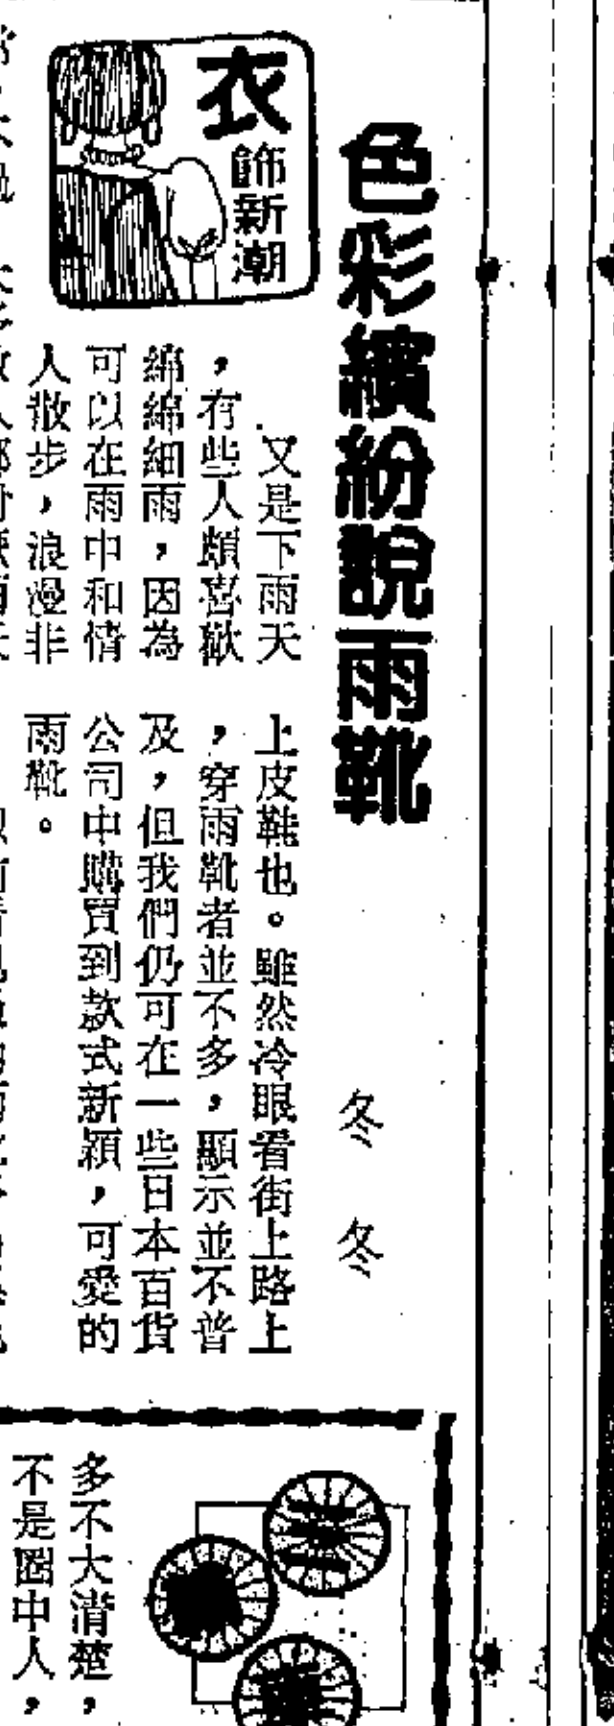 色彩繽紛說雨靴
冬冬
衣
飾新潮
又是下雨天
，有些人頗喜歡
綿綿細雨，因為
可以在雨中和情
人散步，浪漫非
上皮鞋也。雖然冷眼看街上路上
，穿雨靴者並不多，顯示並不普
及，但我們仍可在一些日本百貨
公司中購買到款式新穎，可愛的
雨靴。
多不大清楚，
不是圈中人，